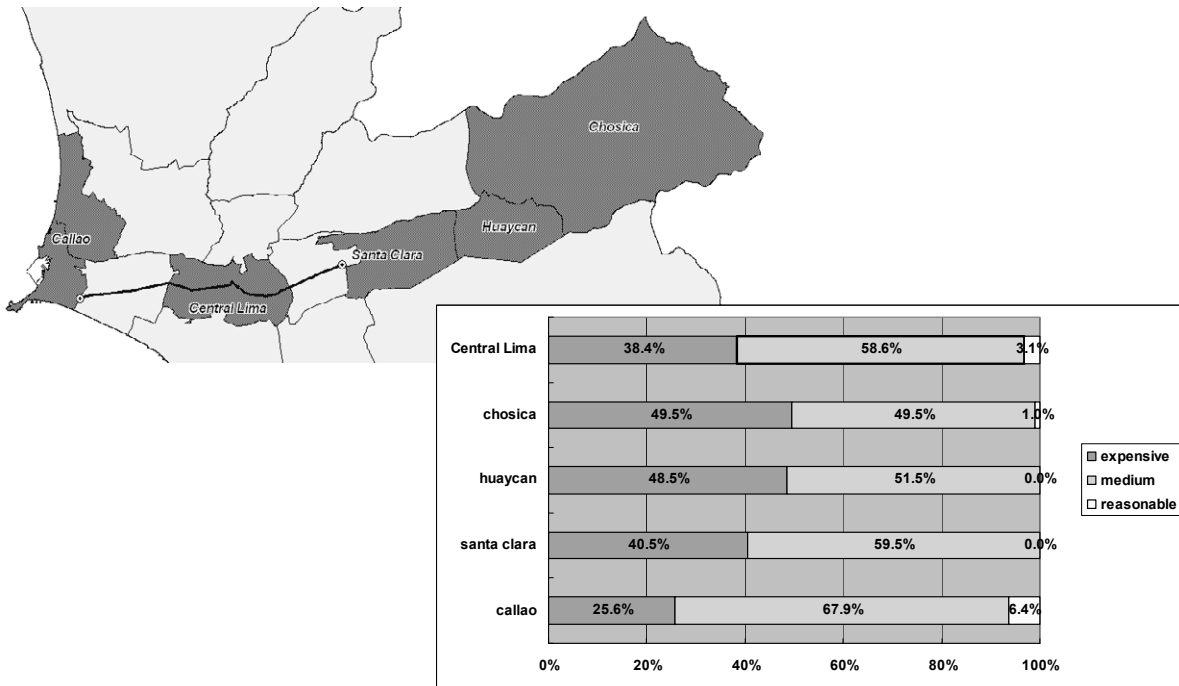 Chosica
Callao
Huaycan
Santa Clara
Central Lima
Central Lima 38.4% 58.6% 3.1%
chosica 49.5% 49.5% 1.0%
huaycan 48.5% 51.5% 0.0%
santa clara 40.5% 59.5% 0.0%
callao 25.6% 67.9% 6.4%
0% 20% 40% 60% 80% 100%
expensive
medium
reasonable